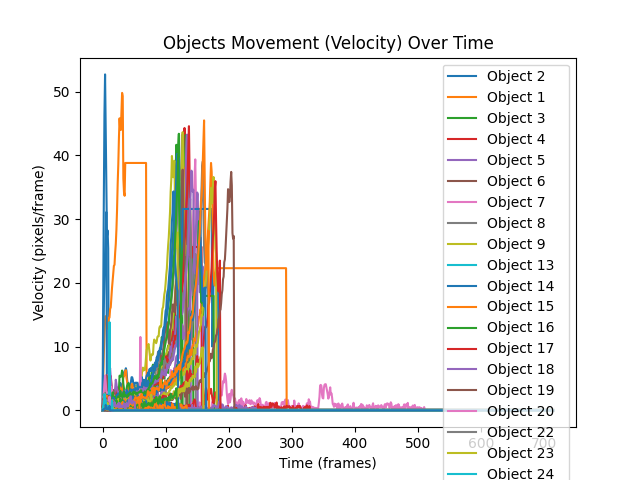 Objects Movement (Velocity) Over Time
Velocity (pixels/frame)
50
40
30
20
10
0
0 100 200 300 400 500 600 700
Time (frames)
Object 2
Object 1
Object 3
Object 4
Object 5
Object 6
Object 7
Object 8
Object 9
Object 13
Object 14
Object 15
Object 16
Object 17
Object 18
Object 19
Object 20
Object 22
Object 23
Object 24